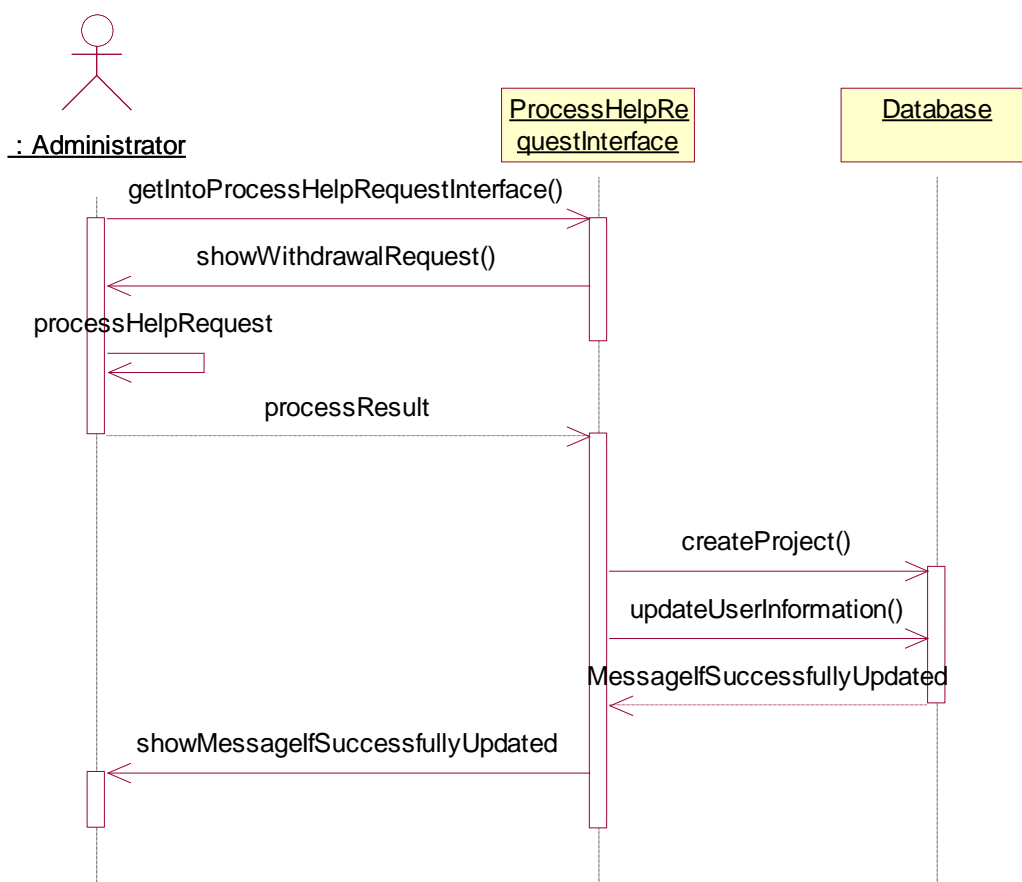 ProcessHelpRe
questInterface
Database
: Administrator
getIntoProcessHelpRequestInterface()
showWithdrawalRequest()
processHelpRequest
processResult
createProject()
updateUserInformation()
MessageIfSuccessfullyUpdated
showMessageIfSuccessfullyUpdated